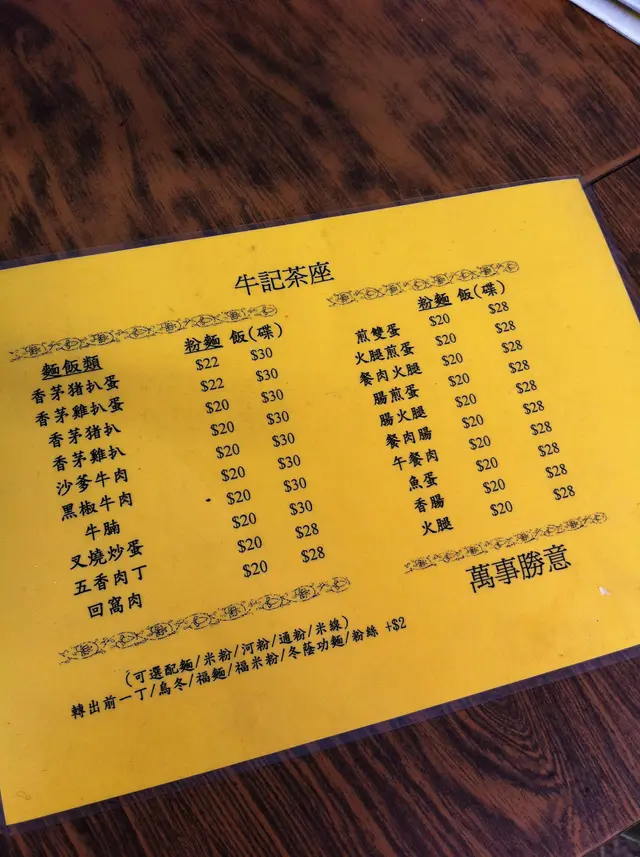 牛記茶座
麵飯類 粉麵 飯(碟)
香茅猪扒蛋 $22 $30
香茅雞扒蛋 $22 $30
香茅猪扒 $20 $30
香茅雞扒 $20 $30
沙爹牛肉 $20 $30
黑椒牛肉 $20 $30
牛腩 $20 $30
叉燒炒蛋 $20 $30
五香肉丁 $20 $28
回窩肉 $20 $28
粉麵 飯(碟)
煎雙蛋 $20 $28
火腿煎蛋 $20 $28
餐肉火腿 $20 $28
腸煎蛋 $20 $28
腸火腿 $20 $28
餐肉腸 $20 $28
午餐肉 $20 $28
魚蛋 $20 $28
香腸 $20 $28
火腿 $20 $28
萬事勝意
(可選配麵/米粉/河粉/通粉/米線)
轉出前一丁/烏冬/福麵/福米粉/冬蔭功麵/粉絲 +$2